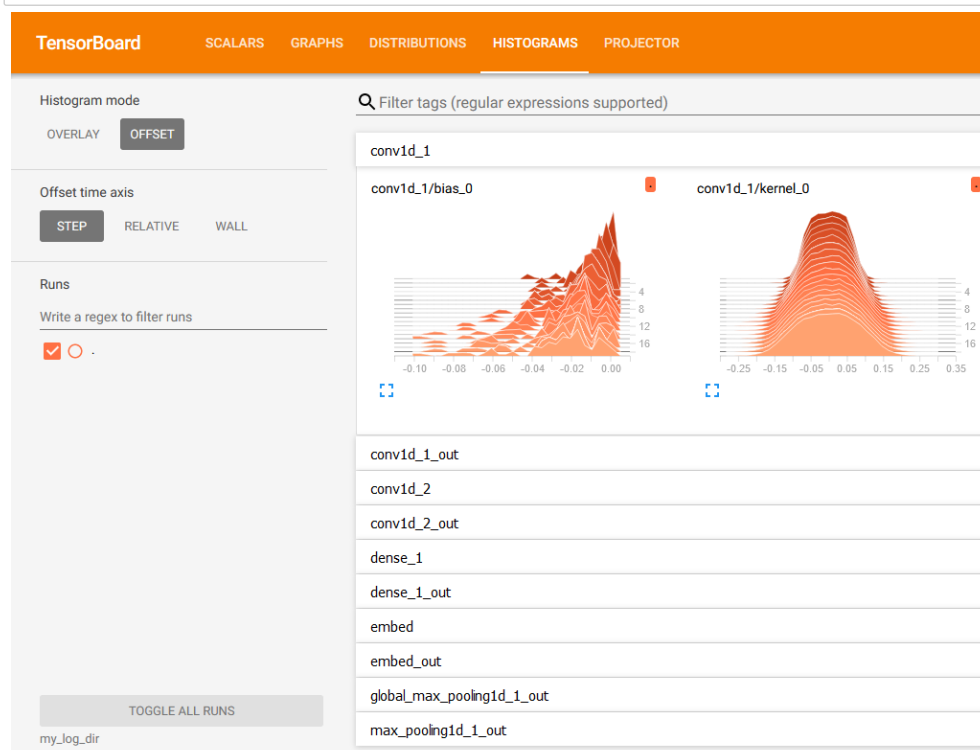 TensorBoard SCALARS GRAPHS DISTRIBUTIONS HISTOGRAMS PROJECTOR
Histogram mode
OVERLAY OFFSET
Offset time axis
STEP RELATIVE WALL
Runs
Write a regex to filter runs
.
TOGGLE ALL RUNS
my_log_dir
Filter tags (regular expressions supported)
conv1d_1
conv1d_1/bias_0
4
8
12
16
-0.10 -0.08 -0.06 -0.04 -0.02 0.00
conv1d_1/kernel_0
4
8
12
16
-0.25 -0.15 -0.05 0.05 0.15 0.25 0.35
conv1d_1_out
conv1d_2
conv1d_2_out
dense_1
dense_1_out
embed
embed_out
global_max_pooling1d_1_out
max_pooling1d_1_out